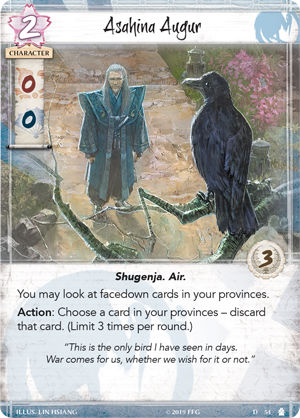 2
Asahina Augur
CHARACTER
0
0
3
Shugenja. Air.
You may look at facedown cards in your provinces.
Action: Choose a card in your provinces – discard
that card. (Limit 3 times per round.)
"This is the only bird I have seen in days.
War comes for us, whether we wish for it or not."
ILLUS. LIN HSIANG
©2019 FFG
D 54